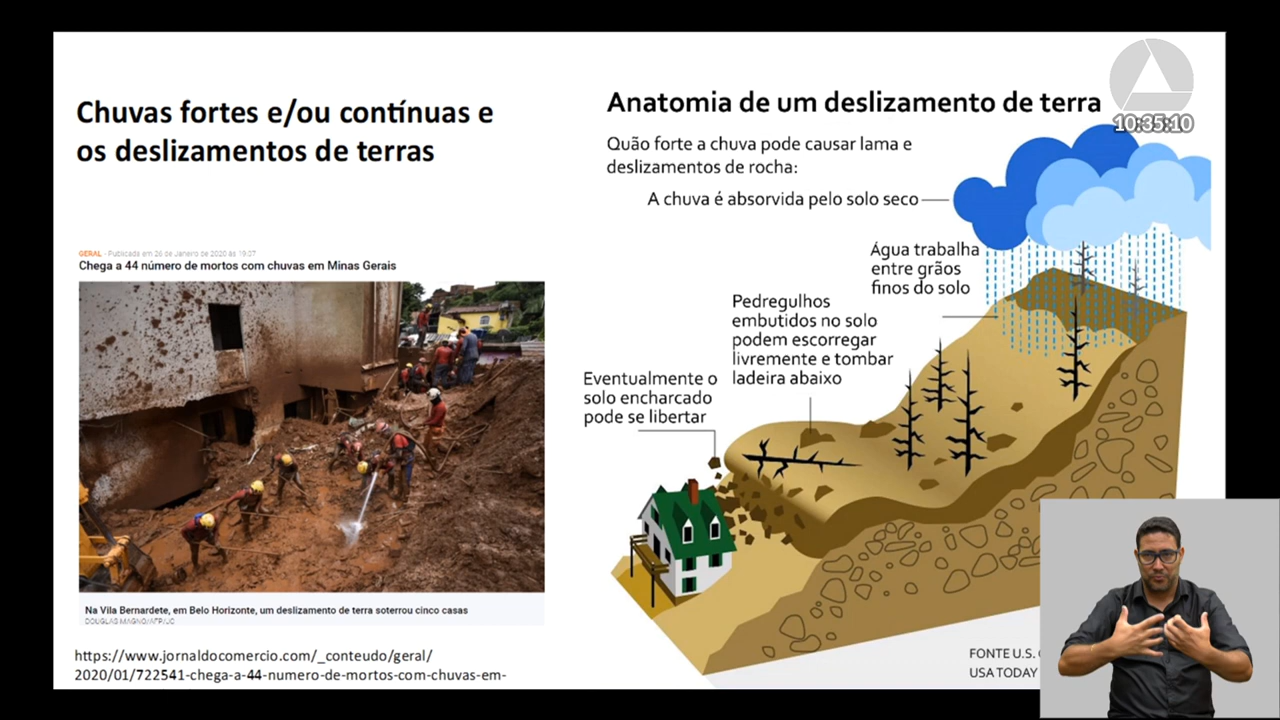 Chuvas fortes e/ou contínuas e
os deslizamentos de terras
GERAL - Publicada em 26 de Janeiro de 2020 às 19:07
Chega a 44 número de mortos com chuvas em Minas Gerais
Na Vila Bernardete, em Belo Horizonte, um deslizamento de terra soterrou cinco casas
DOUGLAS MAGNO/AFP/JC
https://www.jornaldocomercio.com/_conteudo/geral/
2020/01/722541-chega-a-44-numero-de-mortos-com-chuvas-em-
Anatomia de um deslizamento de terra
10:35:10
Quão forte a chuva pode causar lama e
deslizamentos de rocha:
A chuva é absorvida pelo solo seco
Água trabalha
entre grãos
finos do solo
Pedregulhos
embutidos no solo
podem escorregar
livremente e tombar
ladeira abaixo
Eventualmente o
solo encharcado
pode se libertar
FONTE U.S.
USA TODAY